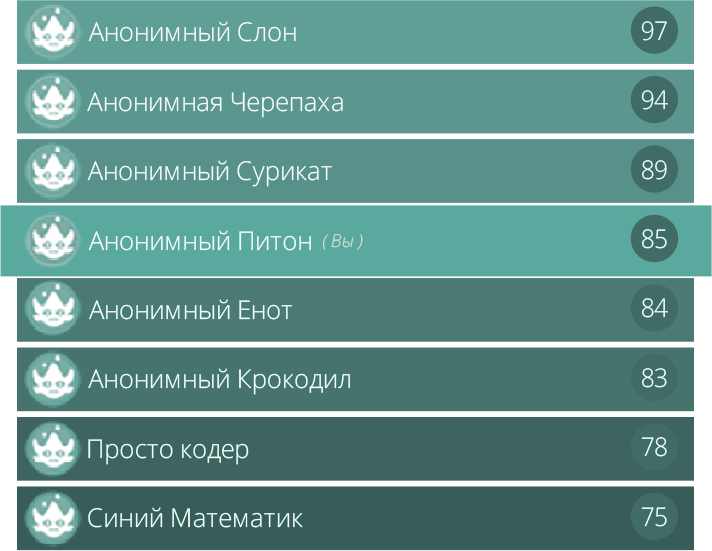 Анонимный Слон 97
Анонимная Черепаха 94
Анонимный Сурикат 89
Анонимный Питон (Вы) 85
Анонимный Енот 84
Анонимный Крокодил 83
Просто кодер 78
Синий Математик 75